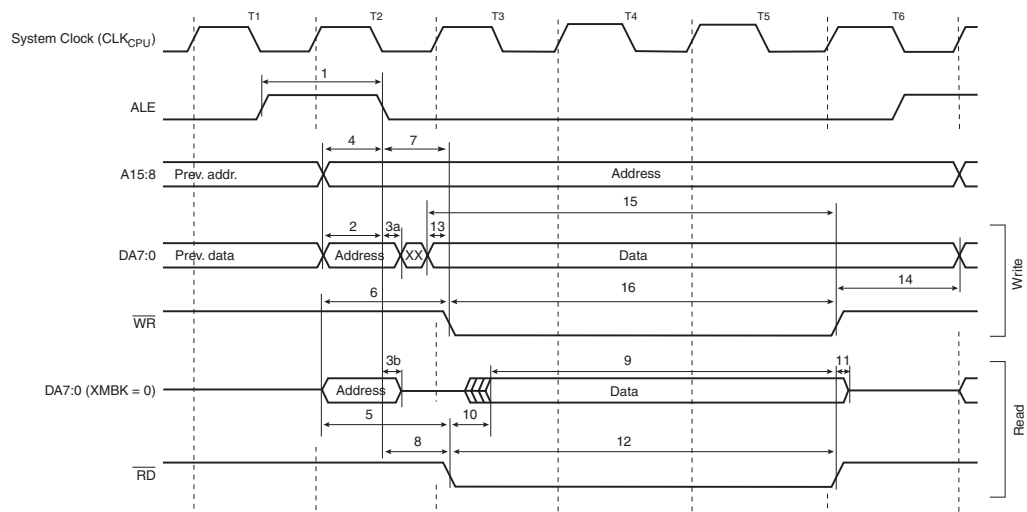 T1 T2 T3 T4 T5 T6
System Clock (CLKCPU)
1
ALE
4 7
A15:8 Prev. addr. Address
15
2 3a 13
DA7:0 Prev. data Address XX Data
6 16 14
WR
Write
3b 9 11
DA7:0 (XMBK = 0) Address Data
5 10
8 12
RD
Read